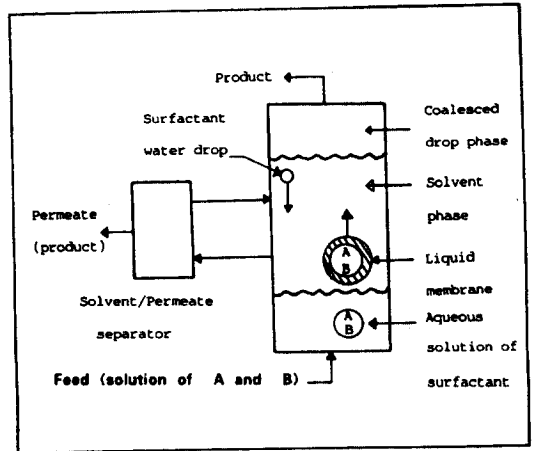 Product
Surfactant
water drop
Coalesced
drop phase
Solvent
phase
Permeate
(product)
A
B
Liquid
membrane
Solvent/Permeate
separator
A
B
Aqueous
solution of
surfactant
Feed (solution of A and B)